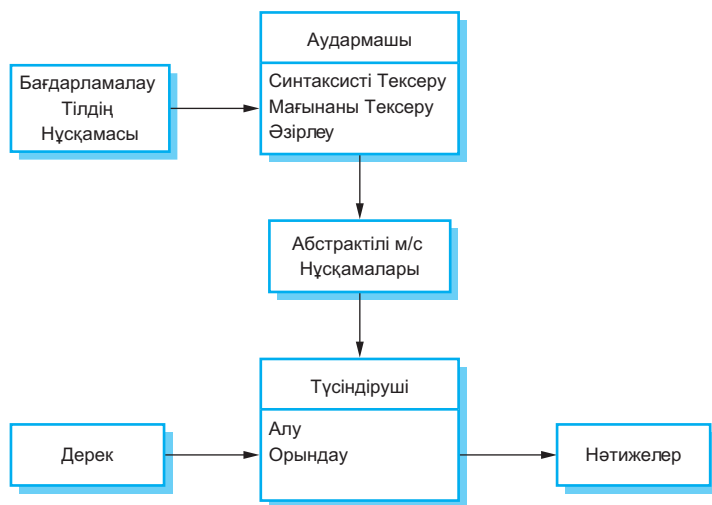 Аудармашы
Синтаксисті Тексеру
Мағынаны Тексеру
Әзірлеу
Бағдарламалау
Тілдің
Нұсқамасы
Абстрактілі м/с
Нұсқамалары
Түсіндіруші
Алу
Орындау
Дерек
Нәтижелер